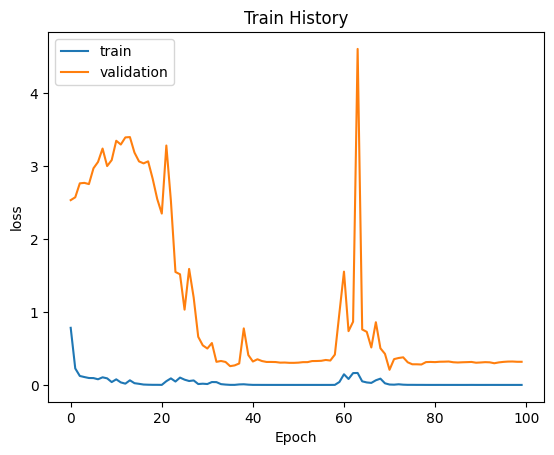 Train History
train
validation
4
3
2
1
0
loss
0 20 40 60 80 100
Epoch